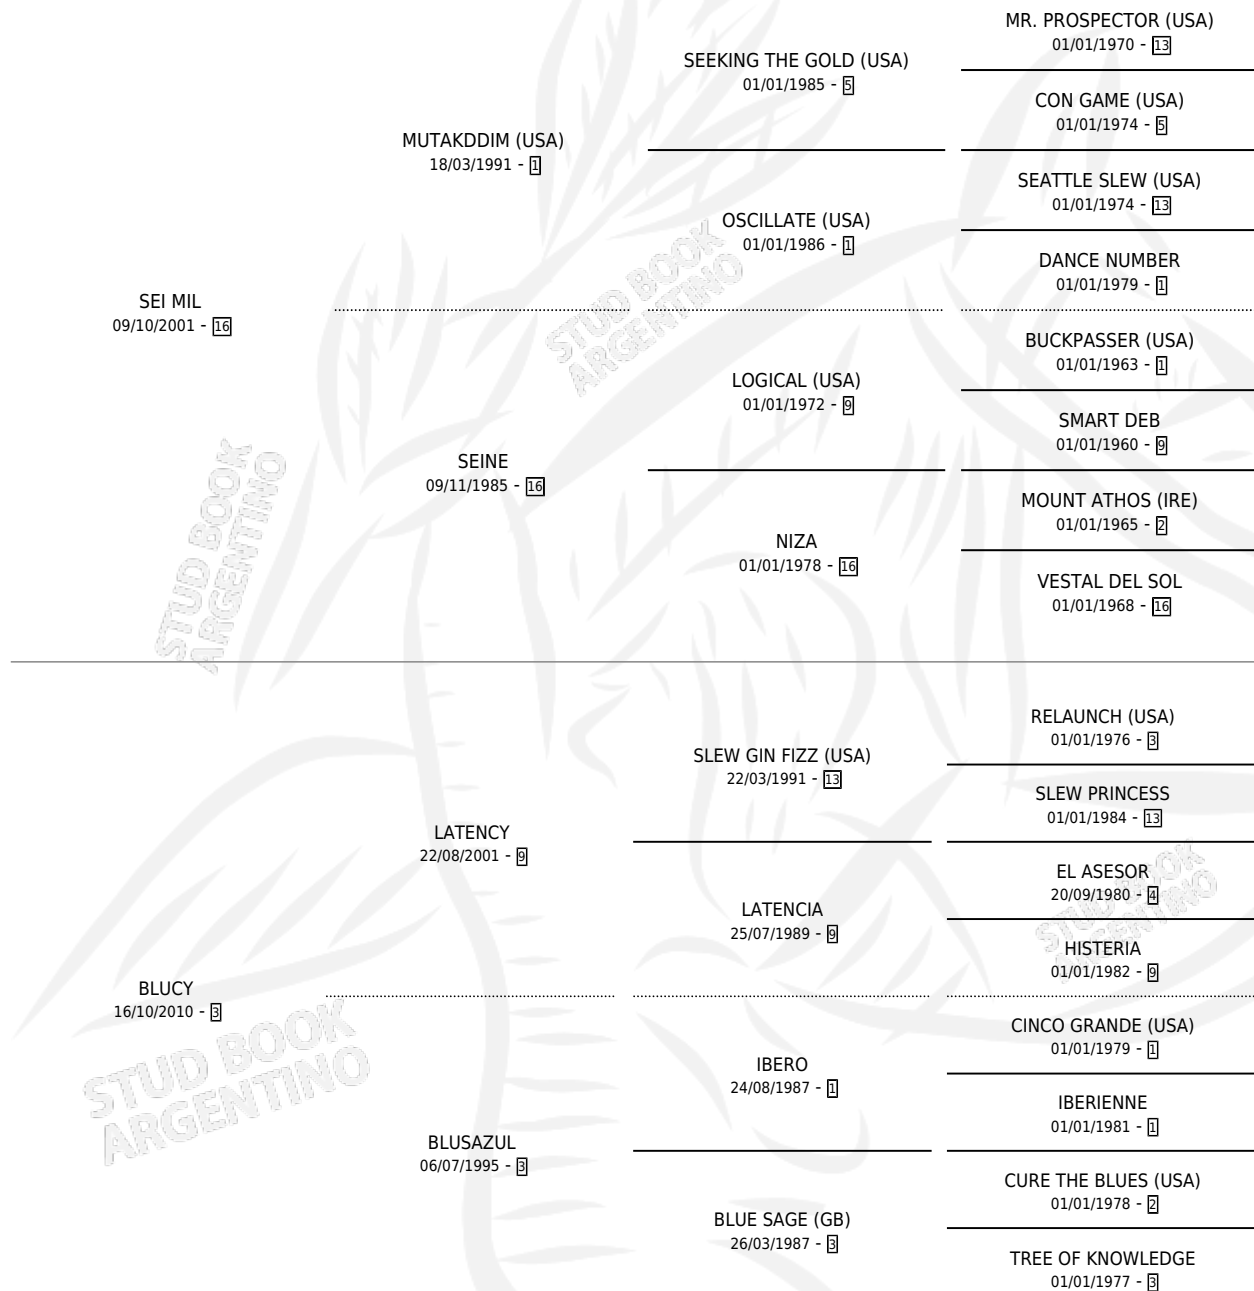 MR. PROSPECTOR (USA)
01/01/1970 - 13
SEEKING THE GOLD (USA)
01/01/1985 - 5
CON GAME (USA)
01/01/1974 - 5
MUTAKDDIM (USA)
18/03/1991 - 1
SEATTLE SLEW (USA)
01/01/1974 - 13
OSCILLATE (USA)
01/01/1986 - 1
DANCE NUMBER
01/01/1979 - 1
SEI MIL
09/10/2001 - 16
STUD BOOK
ARGENTINO
BUCKPASSER (USA)
01/01/1963 - 1
LOGICAL (USA)
01/01/1972 - 9
SMART DEB
01/01/1960 - 9
SEINE
09/11/1985 - 16
MOUNT ATHOS (IRE)
01/01/1965 - 2
NIZA
01/01/1978 - 16
VESTAL DEL SOL
01/01/1968 - 16
STUD BOOK
ARGENTINO
RELAUNCH (USA)
01/01/1976 - 3
SLEW GIN FIZZ (USA)
22/03/1991 - 13
SLEW PRINCESS
01/01/1984 - 13
LATENCY
22/08/2001 - 9
EL ASESOR
20/09/1980 - 4
LATENCIA
25/07/1989 - 9
STUD BOOK
ARGENTINO
HISTERIA
01/01/1982 - 9
BLUCY
16/10/2010 - 3
CINCO GRANDE (USA)
01/01/1979 - 1
IBERO
24/08/1987 - 1
STUD BOOK
ARGENTINO
IBERIENNE
01/01/1981 - 1
BLUSAZUL
06/07/1995 - 3
CURE THE BLUES (USA)
01/01/1978 - 2
BLUE SAGE (GB)
26/03/1987 - 3
TREE OF KNOWLEDGE
01/01/1977 - 3